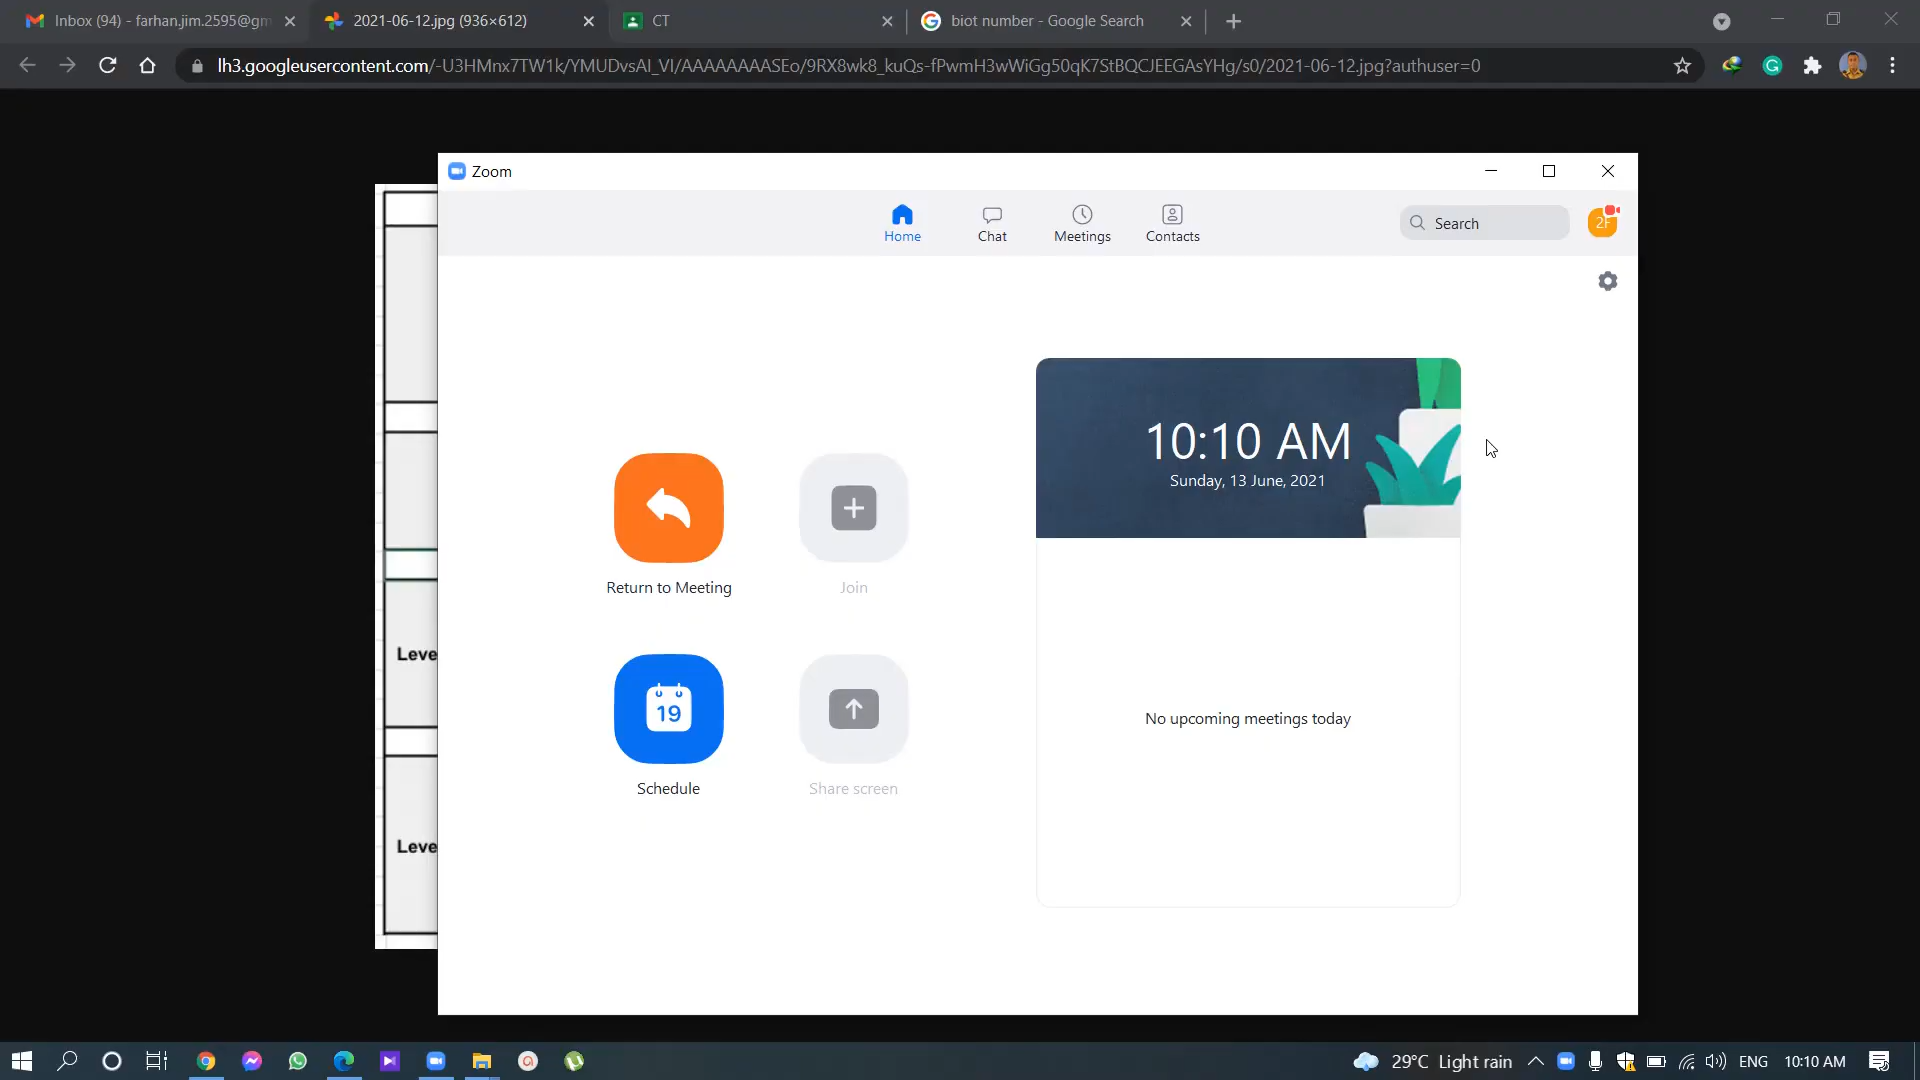 Inbox (94) - farhan.jim.2595@gm
2021-06-12.jpg (936×612)
CT
biot number - Google Search
lh3.googleusercontent.com/-U3HMnx7TW1k/YMUDvsAI_VI/AAAAAAAASEo/9RX8wk8_kuQs-fPwmH3wWiGg50qK7StBQCJEEGAsYHg/s0/2021-06-12.jpg?authuser=0
Zoom
Home
Chat
Meetings
Contacts
Search
2F
10:10 AM
Sunday, 13 June, 2021
Return to Meeting
Join
Leve
19
No upcoming meetings today
Schedule
Share screen
Leve
29°C Light rain
ENG
10:10 AM